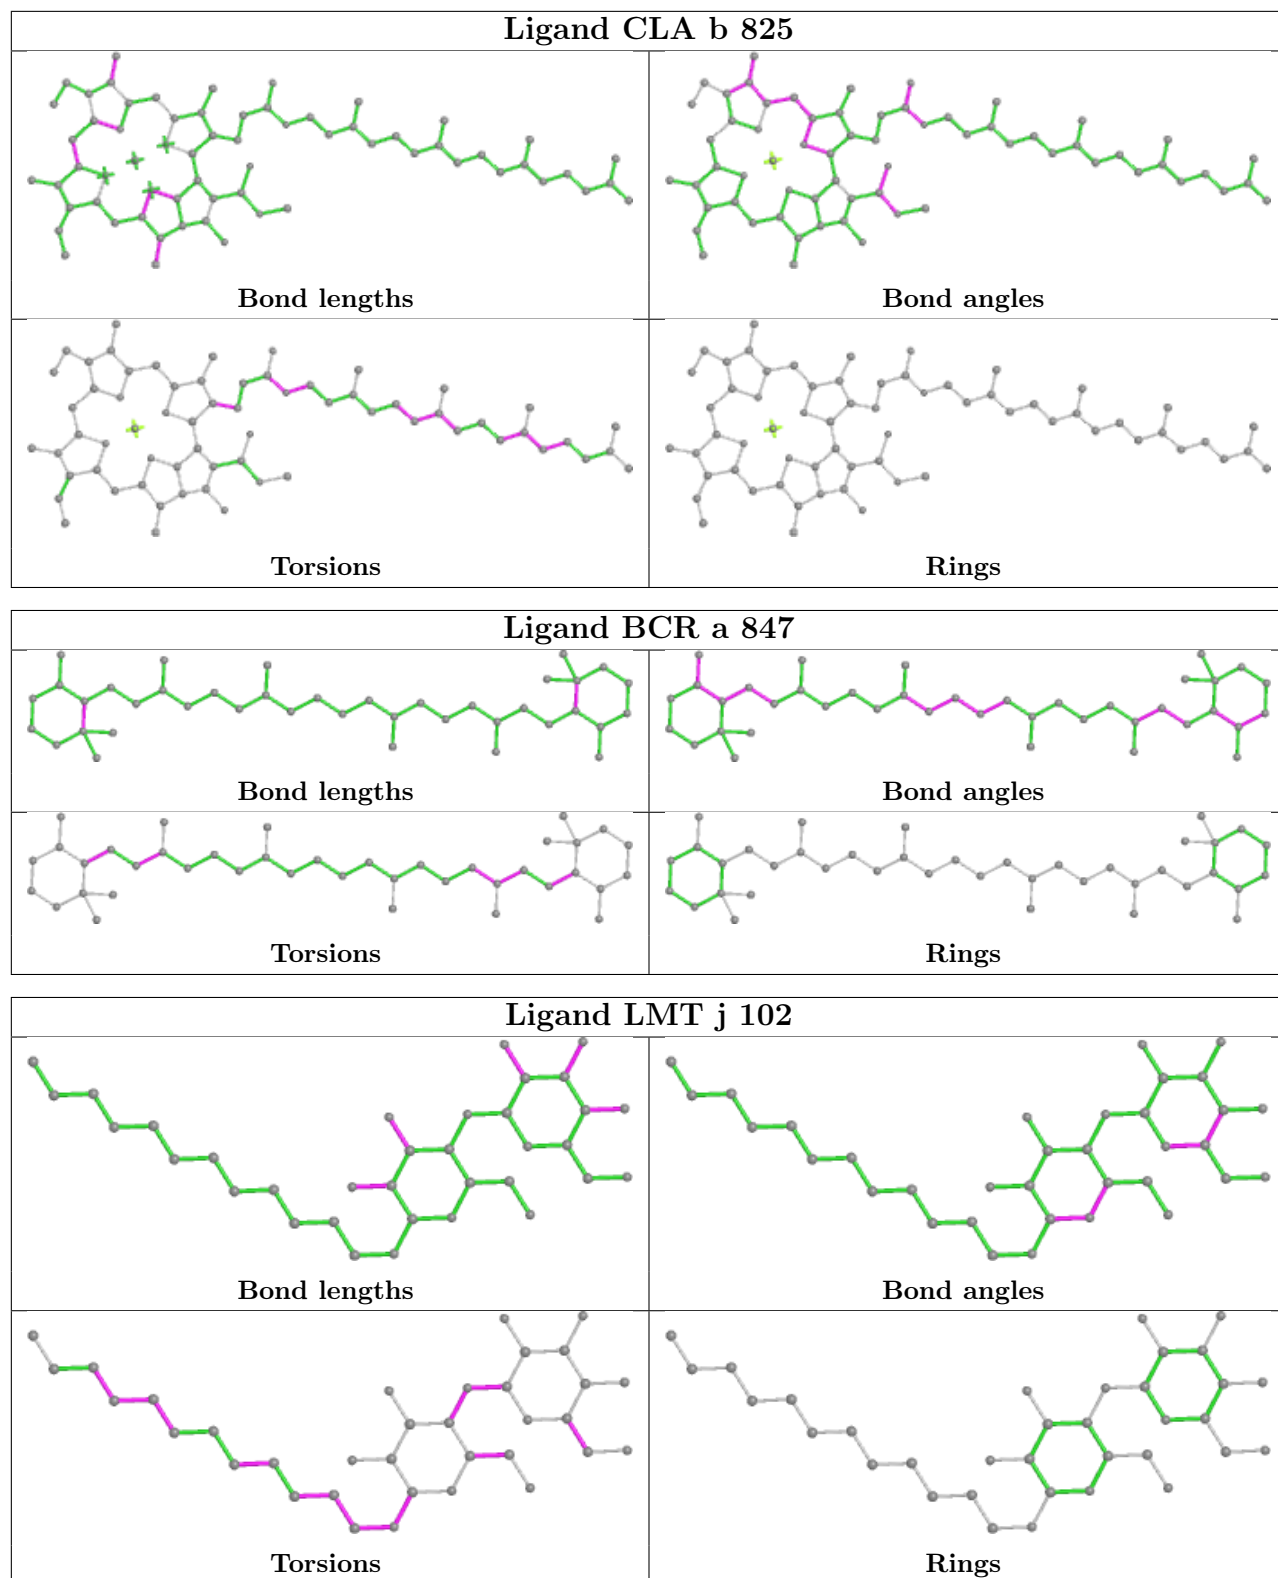 Ligand CLA b 825
Bond lengths
Bond angles
Torsions
Rings
Ligand BCR a 847
Bond lengths
Bond angles
Torsions
Rings
Ligand LMT j 102
Bond lengths
Bond angles
Torsions
Rings